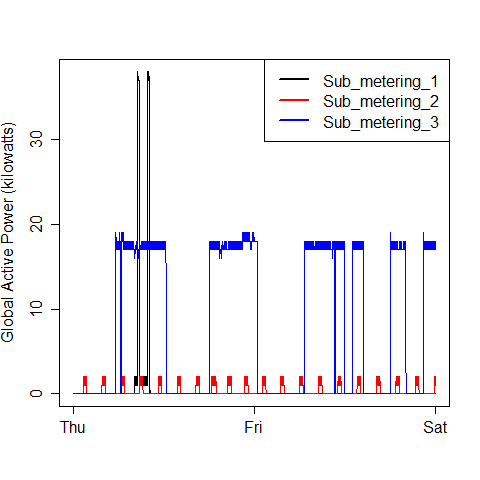 Sub_metering_1
Sub_metering_2
Sub_metering_3
Global Active Power (kilowatts)
30
20
10
0
Thu Fri Sat